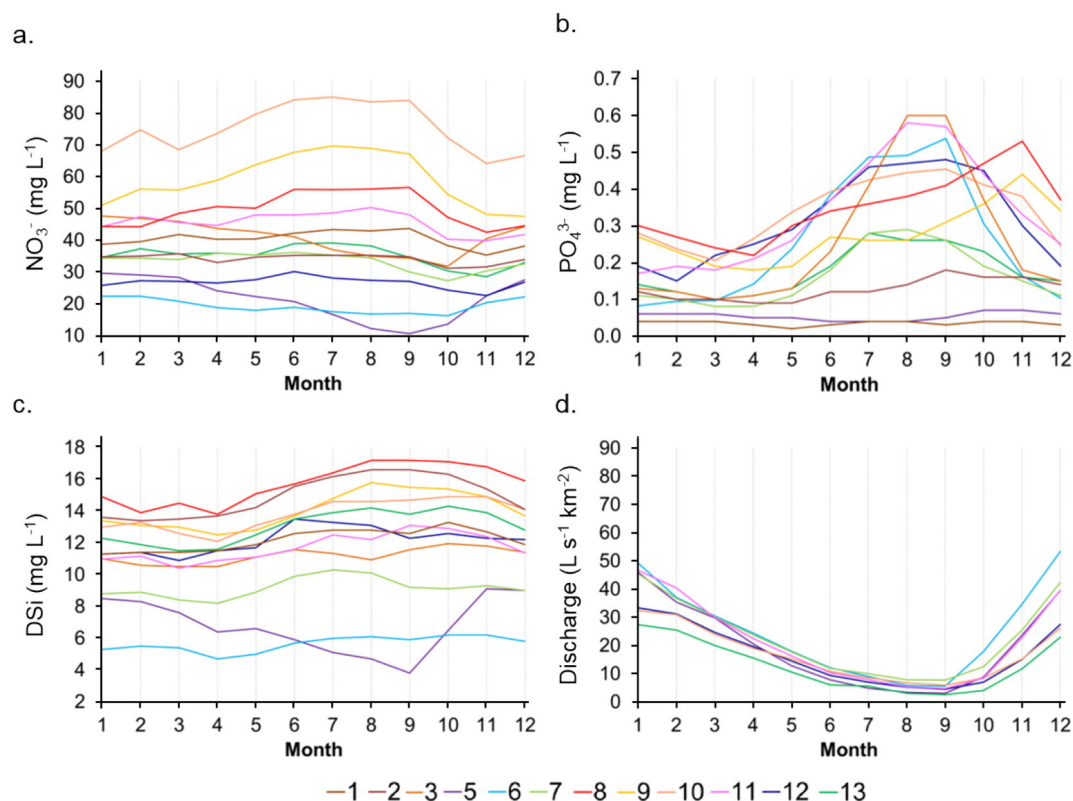 a.
b.
90
80
70
60
50
40
30
20
10
NO₃⁻ (mg L⁻¹)
1 2 3 4 5 6 7 8 9 10 11 12
Month
0.7
0.6
0.5
0.4
0.3
0.2
0.1
0.0
PO₄³⁻ (mg L⁻¹)
1 2 3 4 5 6 7 8 9 10 11 12
Month
c.
d.
18
16
14
12
10
8
6
4
2
DSi (mg L⁻¹)
1 2 3 4 5 6 7 8 9 10 11 12
Month
90
80
70
60
50
40
30
20
10
0
Discharge (L s⁻¹ km⁻²)
1 2 3 4 5 6 7 8 9 10 11 12
Month
1 2 3 5 6 7 8 9 10 11 12 13